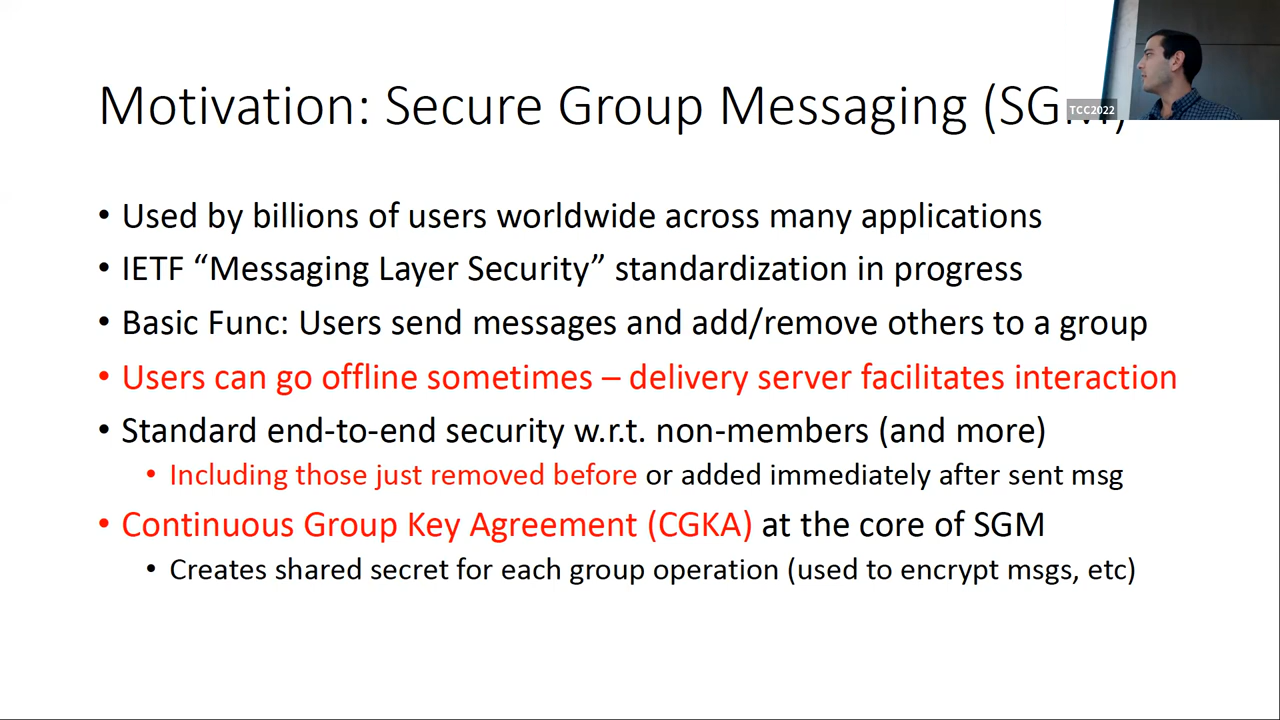 Motivation: Secure Group Messaging (SGM)
TCC2022
• Used by billions of users worldwide across many applications
• IETF “Messaging Layer Security” standardization in progress
• Basic Func: Users send messages and add/remove others to a group
• Users can go offline sometimes – delivery server facilitates interaction
• Standard end-to-end security w.r.t. non-members (and more)
• Including those just removed before or added immediately after sent msg
• Continuous Group Key Agreement (CGKA) at the core of SGM
• Creates shared secret for each group operation (used to encrypt msgs, etc)